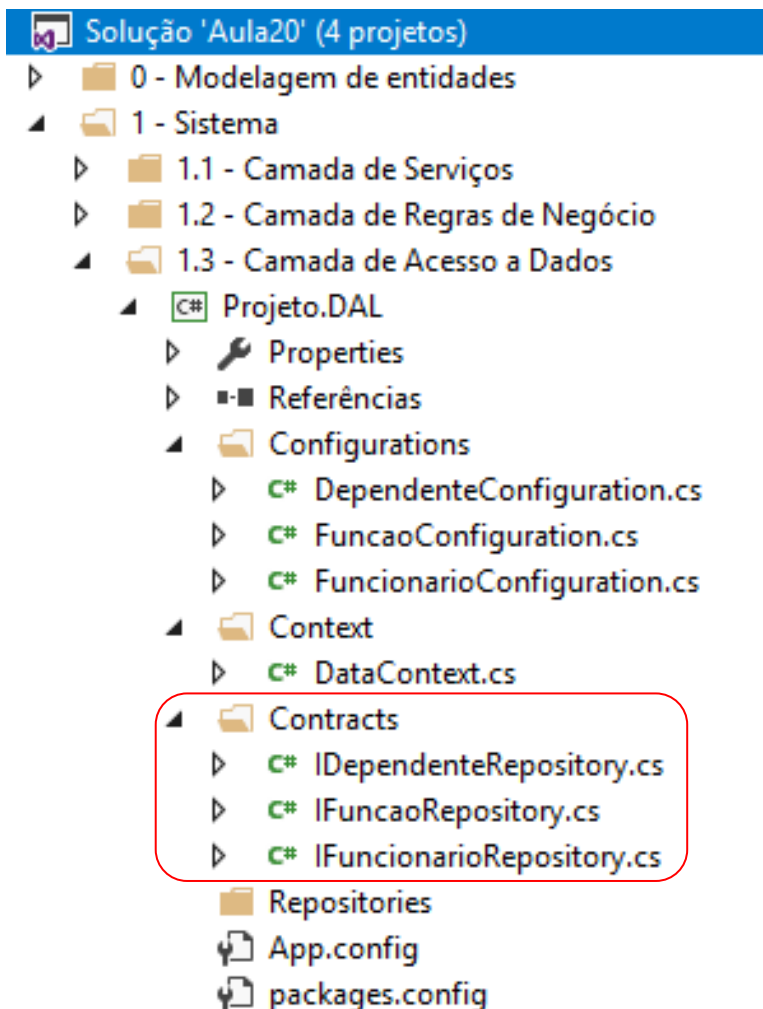 Solução 'Aula20' (4 projetos)
0 - Modelagem de entidades
1 - Sistema
1.1 - Camada de Serviços
1.2 - Camada de Regras de Negócio
1.3 - Camada de Acesso a Dados
C# Projeto.DAL
Properties
Referências
Configurations
C# DependenteConfiguration.cs
C# FuncaoConfiguration.cs
C# FuncionarioConfiguration.cs
Context
C# DataContext.cs
Contracts
C# IDependenteRepository.cs
C# IFuncaoRepository.cs
C# IFuncionarioRepository.cs
Repositories
App.config
packages.config